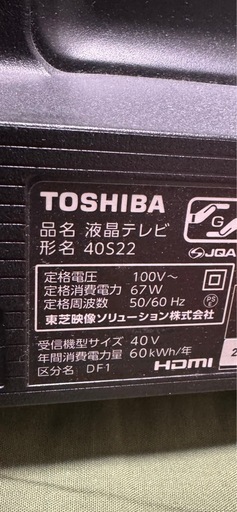 TOSHIBA
品名 液晶テレビ
形名 40S22
G
JQA
定格電圧 100V～
定格消費電力 67W
定格周波数 50/60 Hz
PS
E
東芝映像ソリューション株式会社
受信機型サイズ 40V
年間消費電力量 60kWh/年
区分名 DF1
HDMI
2